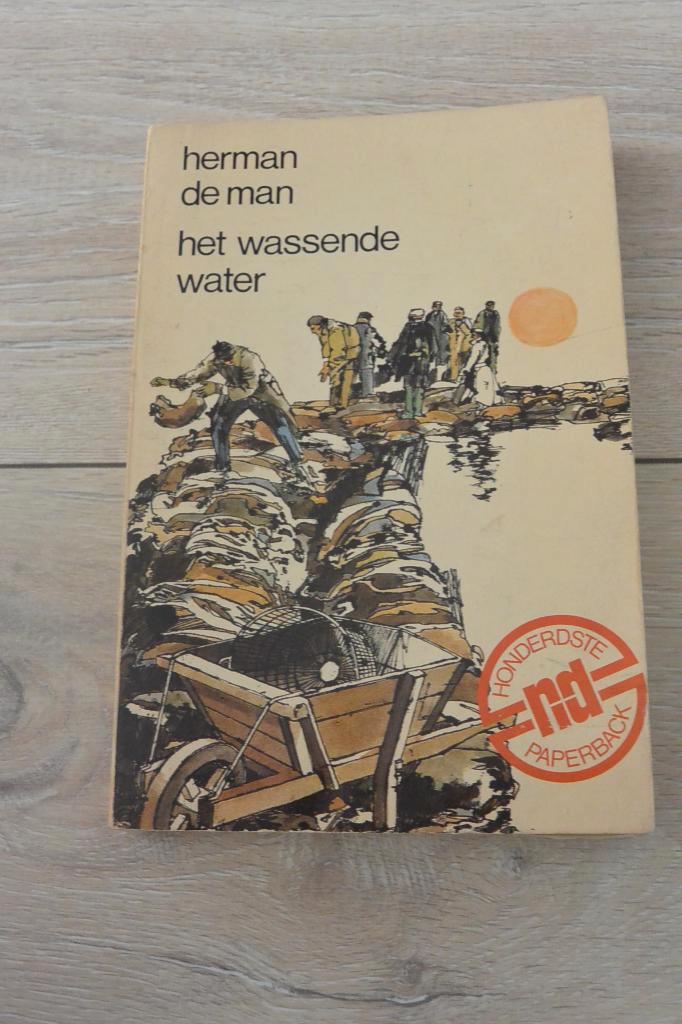 herman
de man
het wassende
water
HONDERDSTE
nd
PAPERBACK